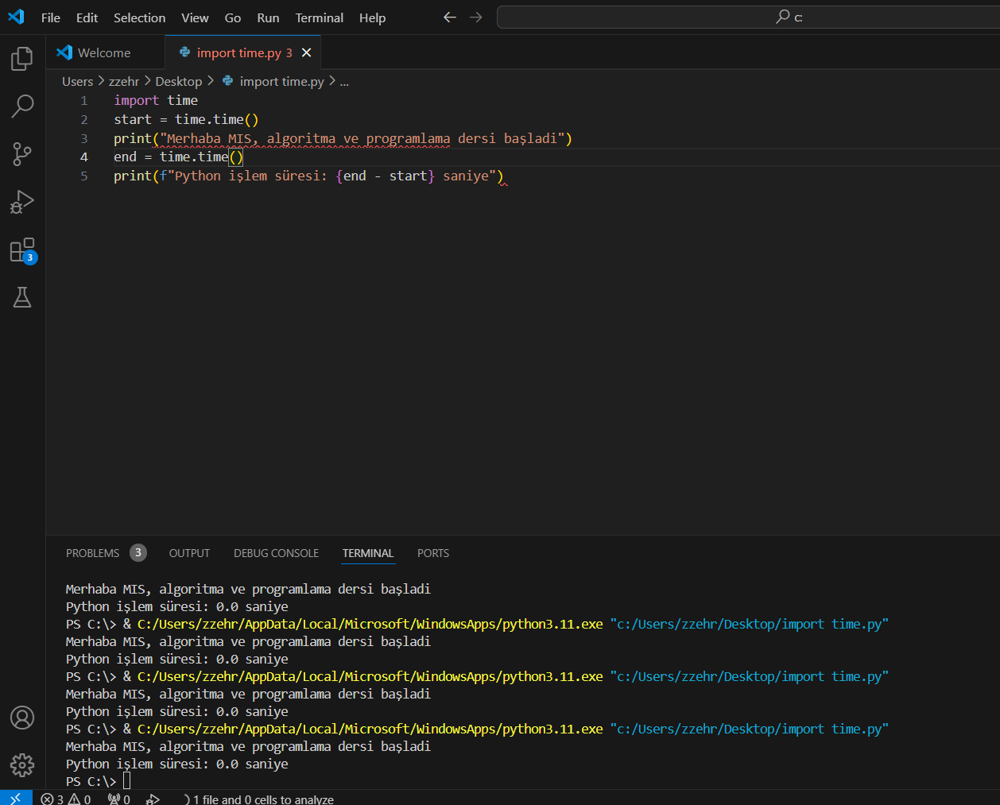 File Edit Selection View Go Run Terminal Help c:
Welcome import time.py 3
Users > zzehr > Desktop > import time.py > ...
1 import time
2 start = time.time()
3 print("Merhaba MIS, algoritma ve programlama dersi başladi")
4 end = time.time()
5 print(f"Python işlem süresi: {end - start} saniye")
3
PROBLEMS 3 OUTPUT DEBUG CONSOLE TERMINAL PORTS
Merhaba MIS, algoritma ve programlama dersi başladi
Python işlem süresi: 0.0 saniye
PS C:\> & C:/Users/zzehr/AppData/Local/Microsoft/WindowsApps/python3.11.exe "c:/Users/zzehr/Desktop/import time.py"
Merhaba MIS, algoritma ve programlama dersi başladi
Python işlem süresi: 0.0 saniye
PS C:\> & C:/Users/zzehr/AppData/Local/Microsoft/WindowsApps/python3.11.exe "c:/Users/zzehr/Desktop/import time.py"
Merhaba MIS, algoritma ve programlama dersi başladi
Python işlem süresi: 0.0 saniye
PS C:\> & C:/Users/zzehr/AppData/Local/Microsoft/WindowsApps/python3.11.exe "c:/Users/zzehr/Desktop/import time.py"
Merhaba MIS, algoritma ve programlama dersi başladi
Python işlem süresi: 0.0 saniye
PS C:\>
3 0 0 1 file and 0 cells to analyze